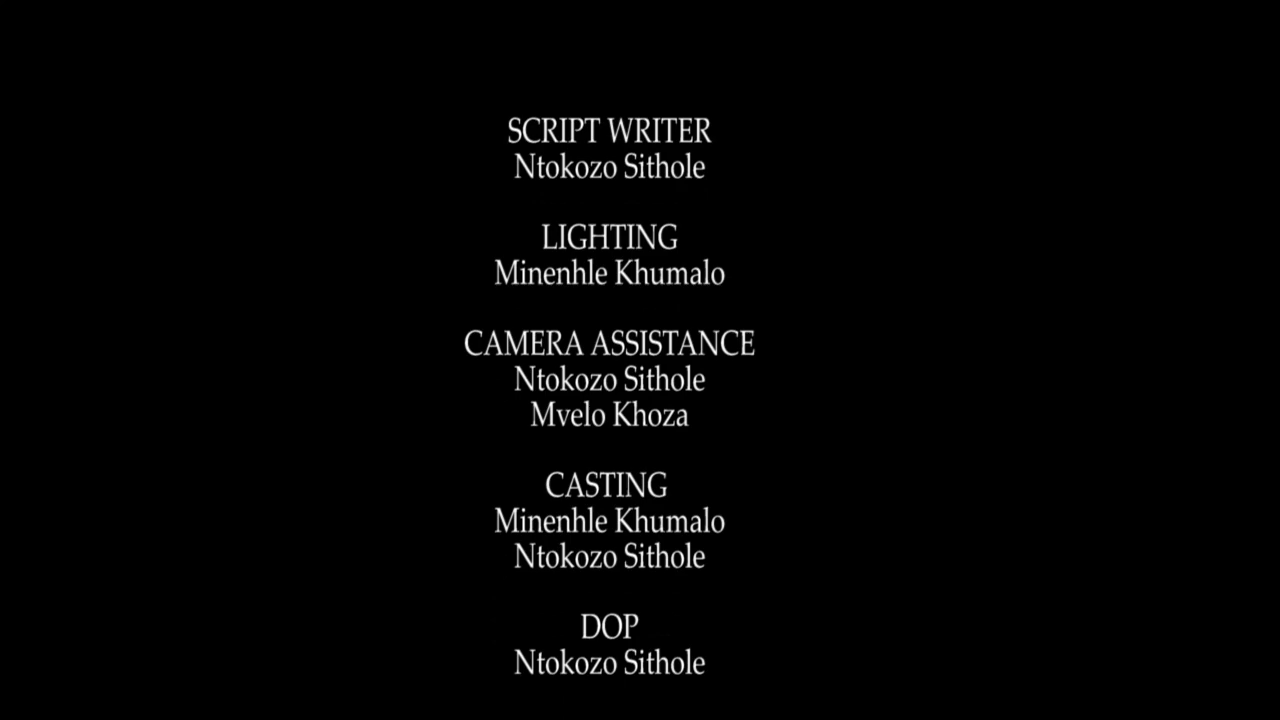 SCRIPT WRITER
Ntokozo Sithole
LIGHTING
Minenhle Khumalo
CAMERA ASSISTANCE
Ntokozo Sithole
Mvelo Khoza
CASTING
Minenhle Khumalo
Ntokozo Sithole
DOP
Ntokozo Sithole